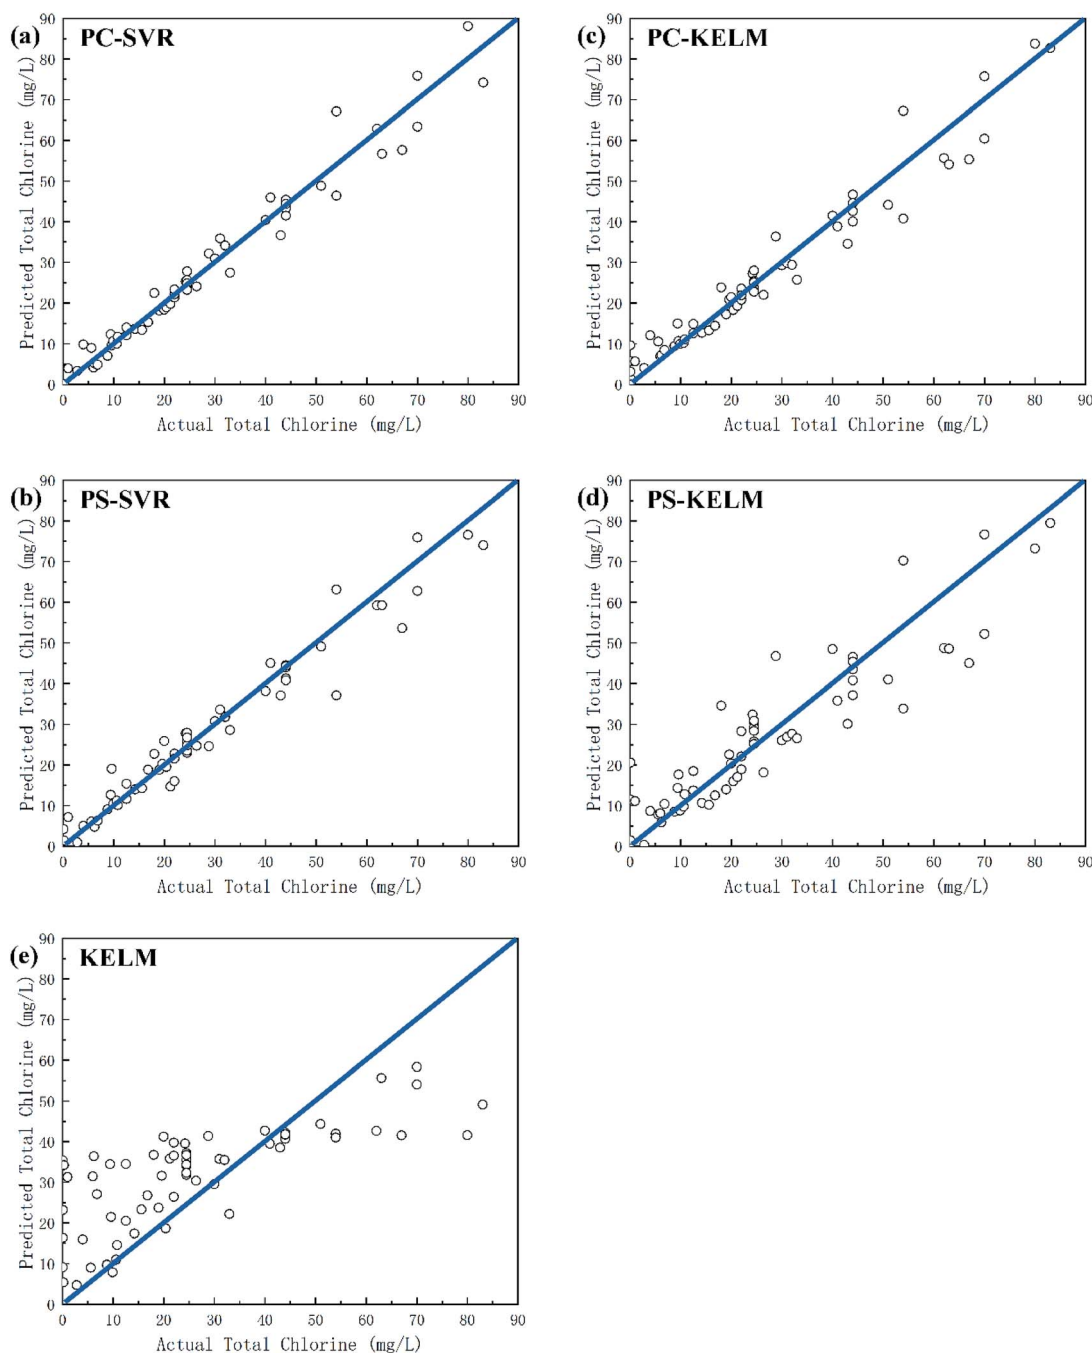 (a) PC-SVR
Predicted Total Chlorine (mg/L)
90
80
70
60
50
40
30
20
10
0
0 10 20 30 40 50 60 70 80 90
Actual Total Chlorine (mg/L)
(c) PC-KELM
Predicted Total Chlorine (mg/L)
90
80
70
60
50
40
30
20
10
0
0 10 20 30 40 50 60 70 80 90
Actual Total Chlorine (mg/L)
(b) PS-SVR
Predicted Total Chlorine (mg/L)
90
80
70
60
50
40
30
20
10
0
0 10 20 30 40 50 60 70 80 90
Actual Total Chlorine (mg/L)
(d) PS-KELM
Predicted Total Chlorine (mg/L)
90
80
70
60
50
40
30
20
10
0
0 10 20 30 40 50 60 70 80 90
Actual Total Chlorine (mg/L)
(e) KELM
Predicted Total Chlorine (mg/L)
90
80
70
60
50
40
30
20
10
0
0 10 20 30 40 50 60 70 80 90
Actual Total Chlorine (mg/L)